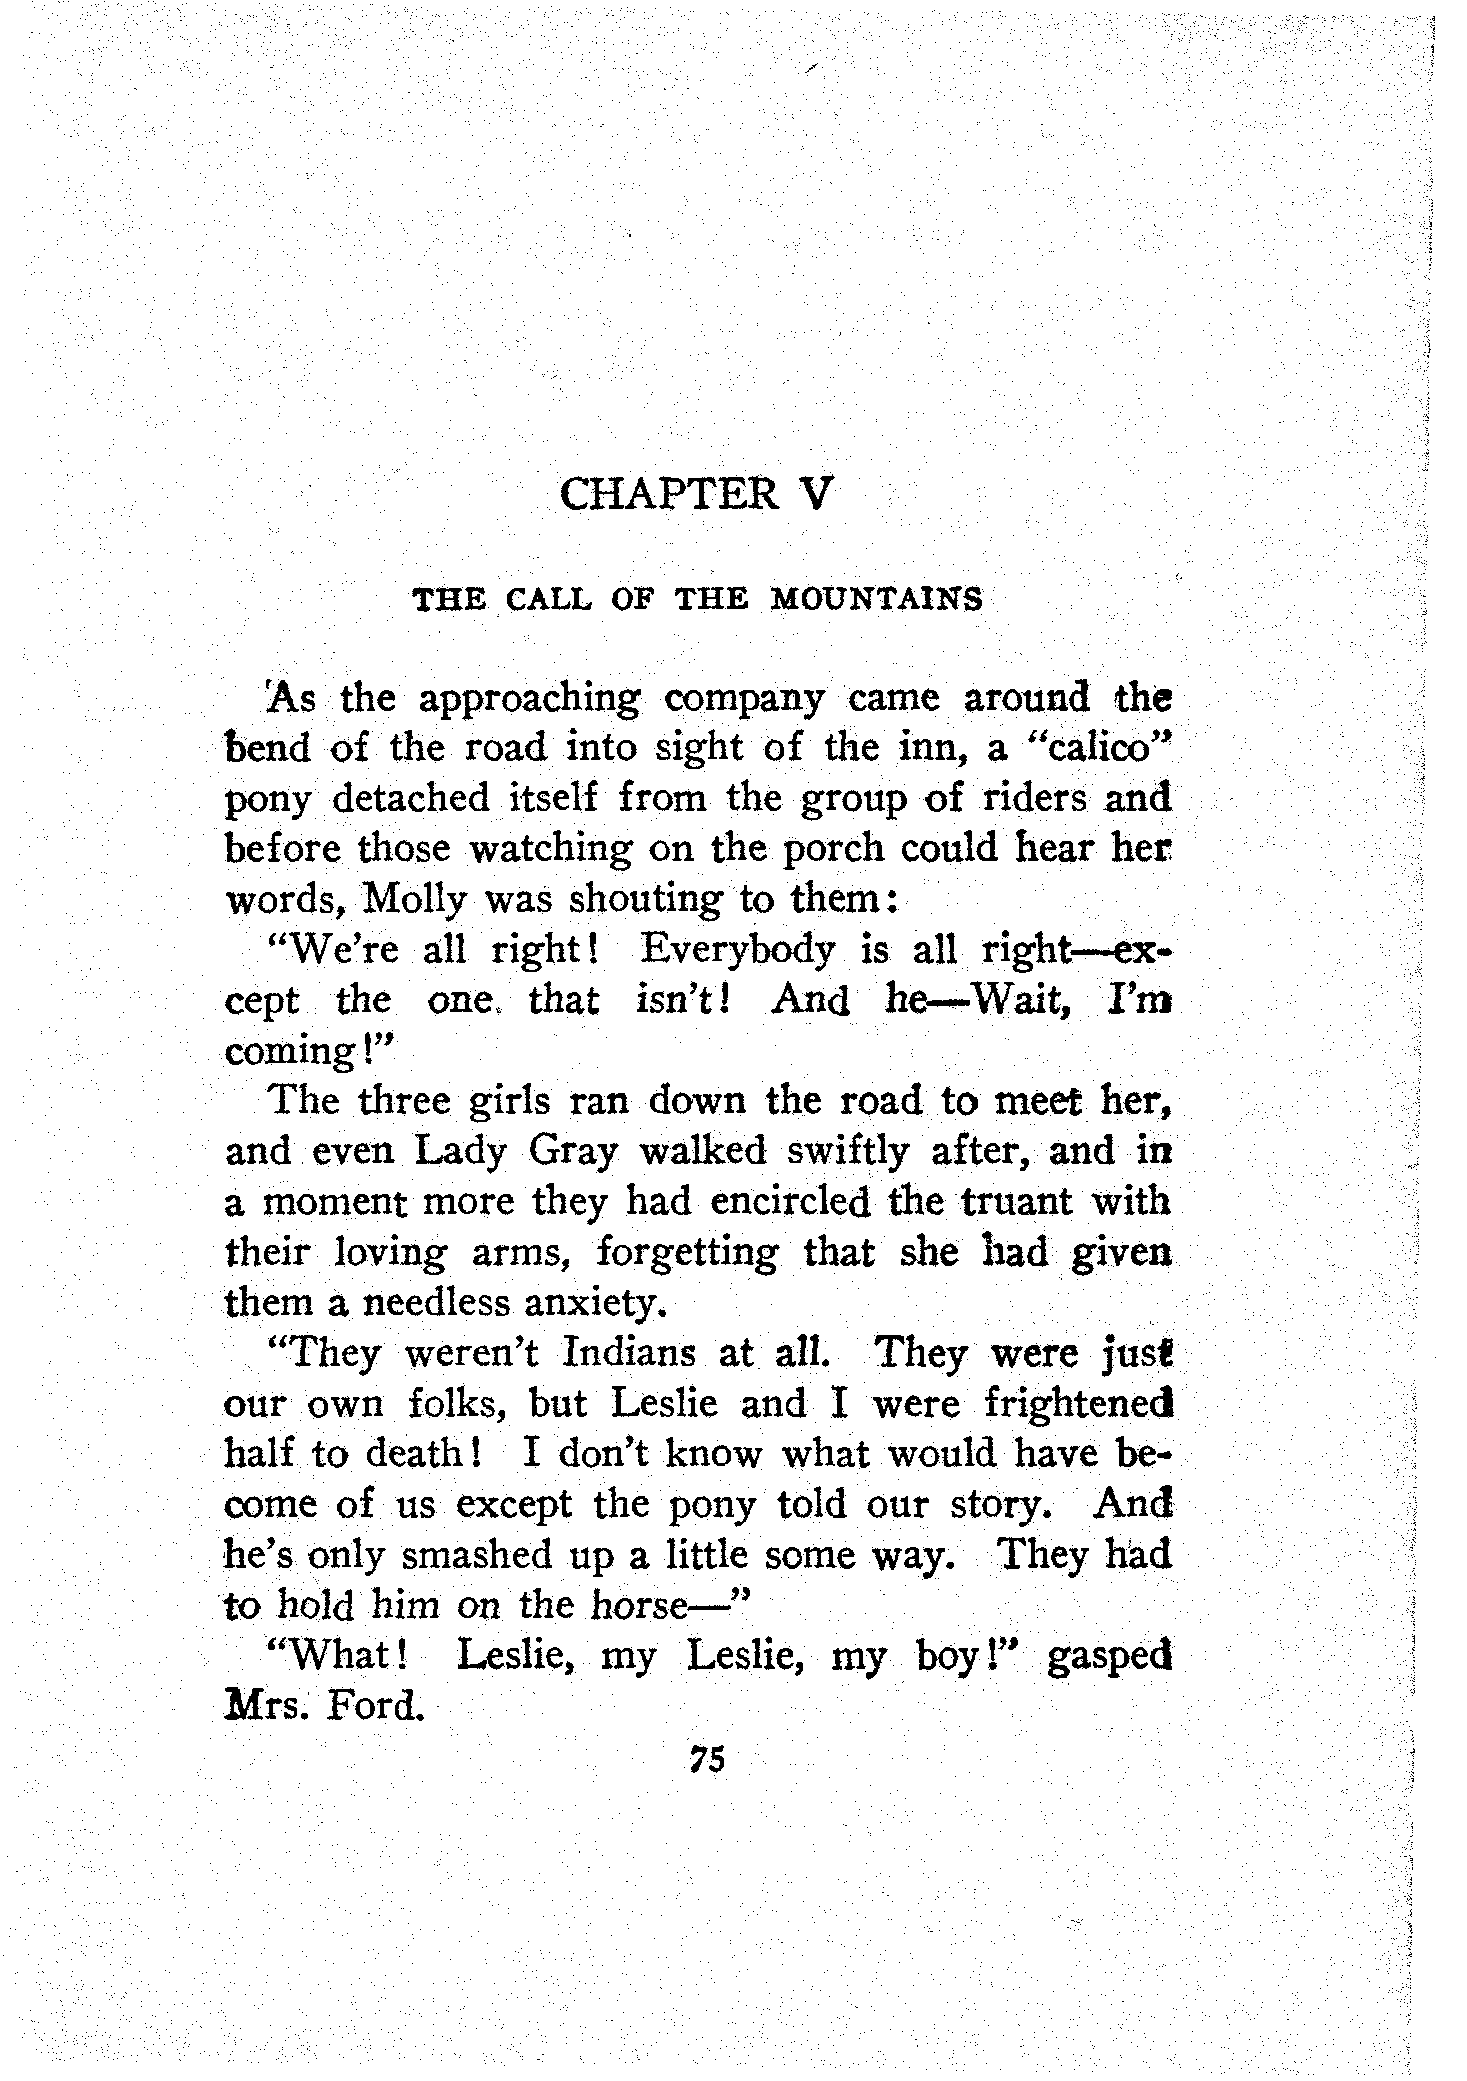 CHAPTER V
THE CALL OF THE MOUNTAINS
As the approaching company came around the
bend of the road into sight of the inn, a “calico”
pony detached itself from the group of riders and
before those watching on the porch could hear her
words, Molly was shouting to them:
“We’re all right! Everybody is all right—ex-
cept the one that isn’t! And he—Wait, I’m
coming!”
The three girls ran down the road to meet her,
and even Lady Gray walked swiftly after, and in
a moment more they had encircled the truant with
their loving arms, forgetting that she had given
them a needless anxiety.
“They weren’t Indians at all. They were just
our own folks, but Leslie and I were frightened
half to death! I don’t know what would have be-
come of us except the pony told our story. And
he’s only smashed up a little some way. They had
to hold him on the horse—”
“What! Leslie, my Leslie, my boy!” gasped
Mrs. Ford.
75